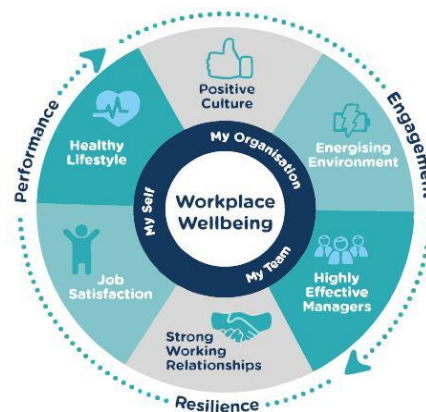 Positive
Culture
Engagement
Energising
Environment
Highly
Effective
Managers
Strong
Working
Relationships
Resilience
Job
Satisfaction
Healthy
Lifestyle
Performance
My Organisation
My Team
My Self
Workplace
Wellbeing